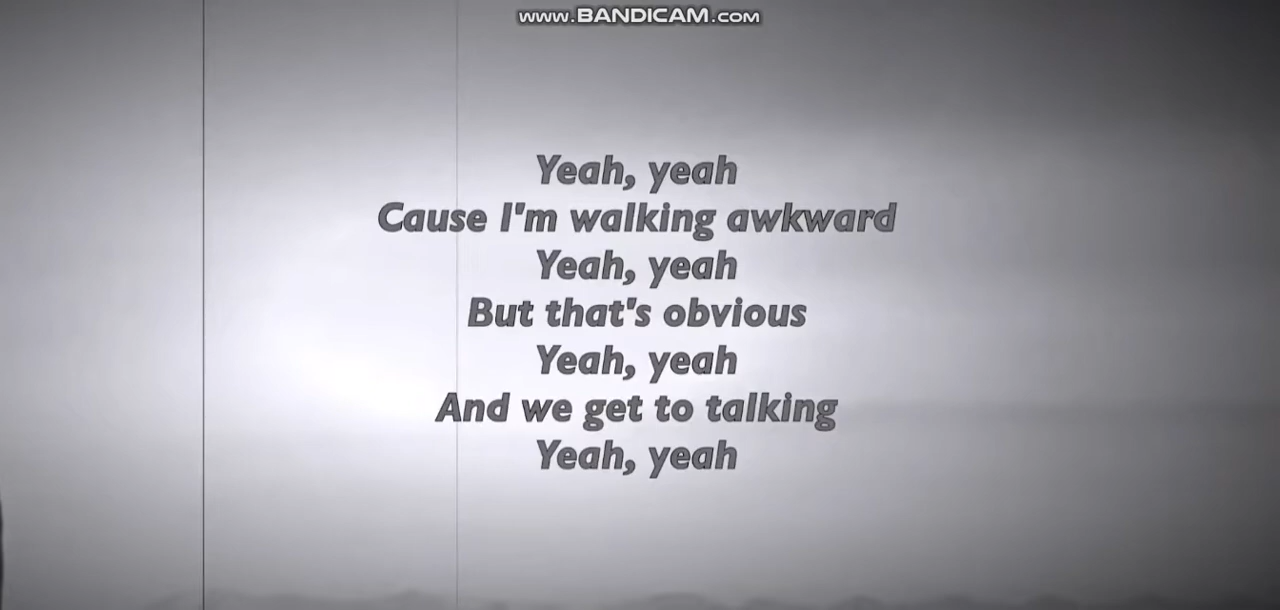 www.BANDICAM.com
Yeah, yeah
Cause I'm walking awkward
Yeah, yeah
But that's obvious
Yeah, yeah
And we get to talking
Yeah, yeah